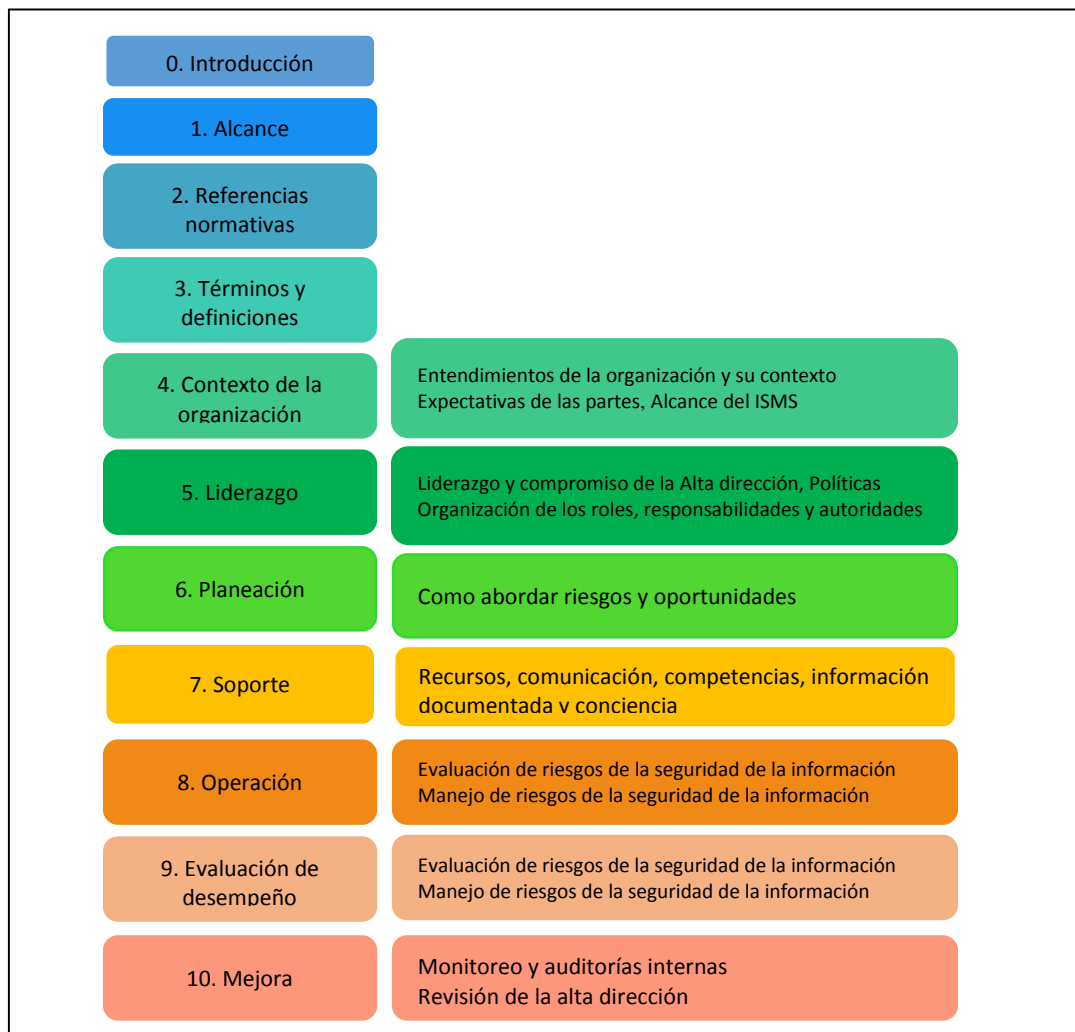 0. Introducción
1. Alcance
2. Referencias
normativas
3. Términos y
definiciones
4. Contexto de la
organización
Entendimientos de la organización y su contexto
Expectativas de las partes, Alcance del ISMS
5. Liderazgo
Liderazgo y compromiso de la Alta dirección, Políticas
Organización de los roles, responsabilidades y autoridades
6. Planeación
Como abordar riesgos y oportunidades
7. Soporte
Recursos, comunicación, competencias, información
documentada y conciencia
8. Operación
Evaluación de riesgos de la seguridad de la información
Manejo de riesgos de la seguridad de la información
9. Evaluación de
desempeño
Evaluación de riesgos de la seguridad de la información
Manejo de riesgos de la seguridad de la información
10. Mejora
Monitoreo y auditorías internas
Revisión de la alta dirección